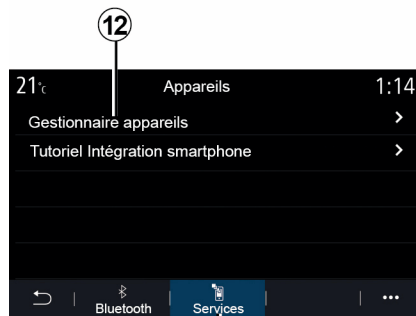 12
21°c Appareils 1:14
Gestionnaire appareils
Tutoriel Intégration smartphone
Bluetooth Services